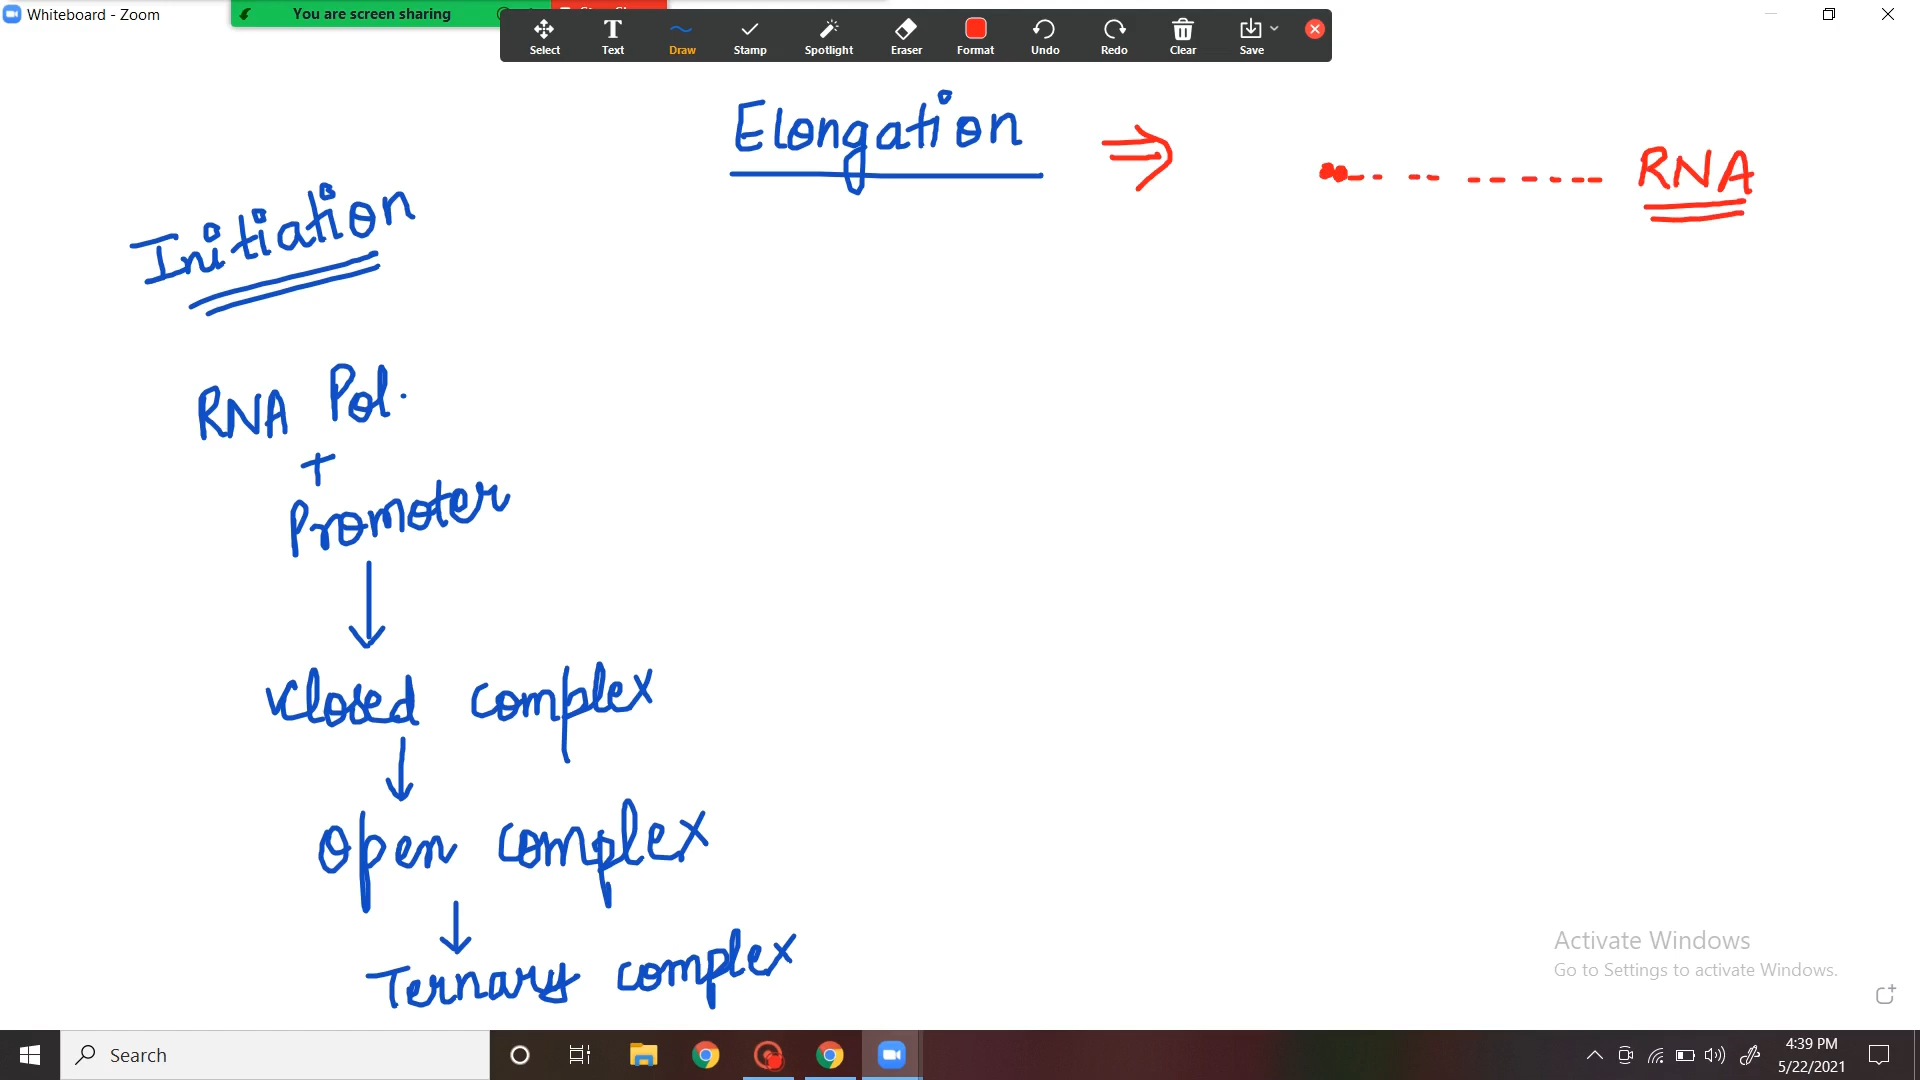 Whiteboard - Zoom
You are screen sharing
Select Text Draw Stamp Spotlight Eraser Format Undo Redo Clear Save
Elongation
RNA
Initiation
RNA Pol.
+
Promoter
Closed complex
Open complex
Ternary complex
Activate Windows
Go to Settings to activate Windows.
Search
4:39 PM
5/22/2021